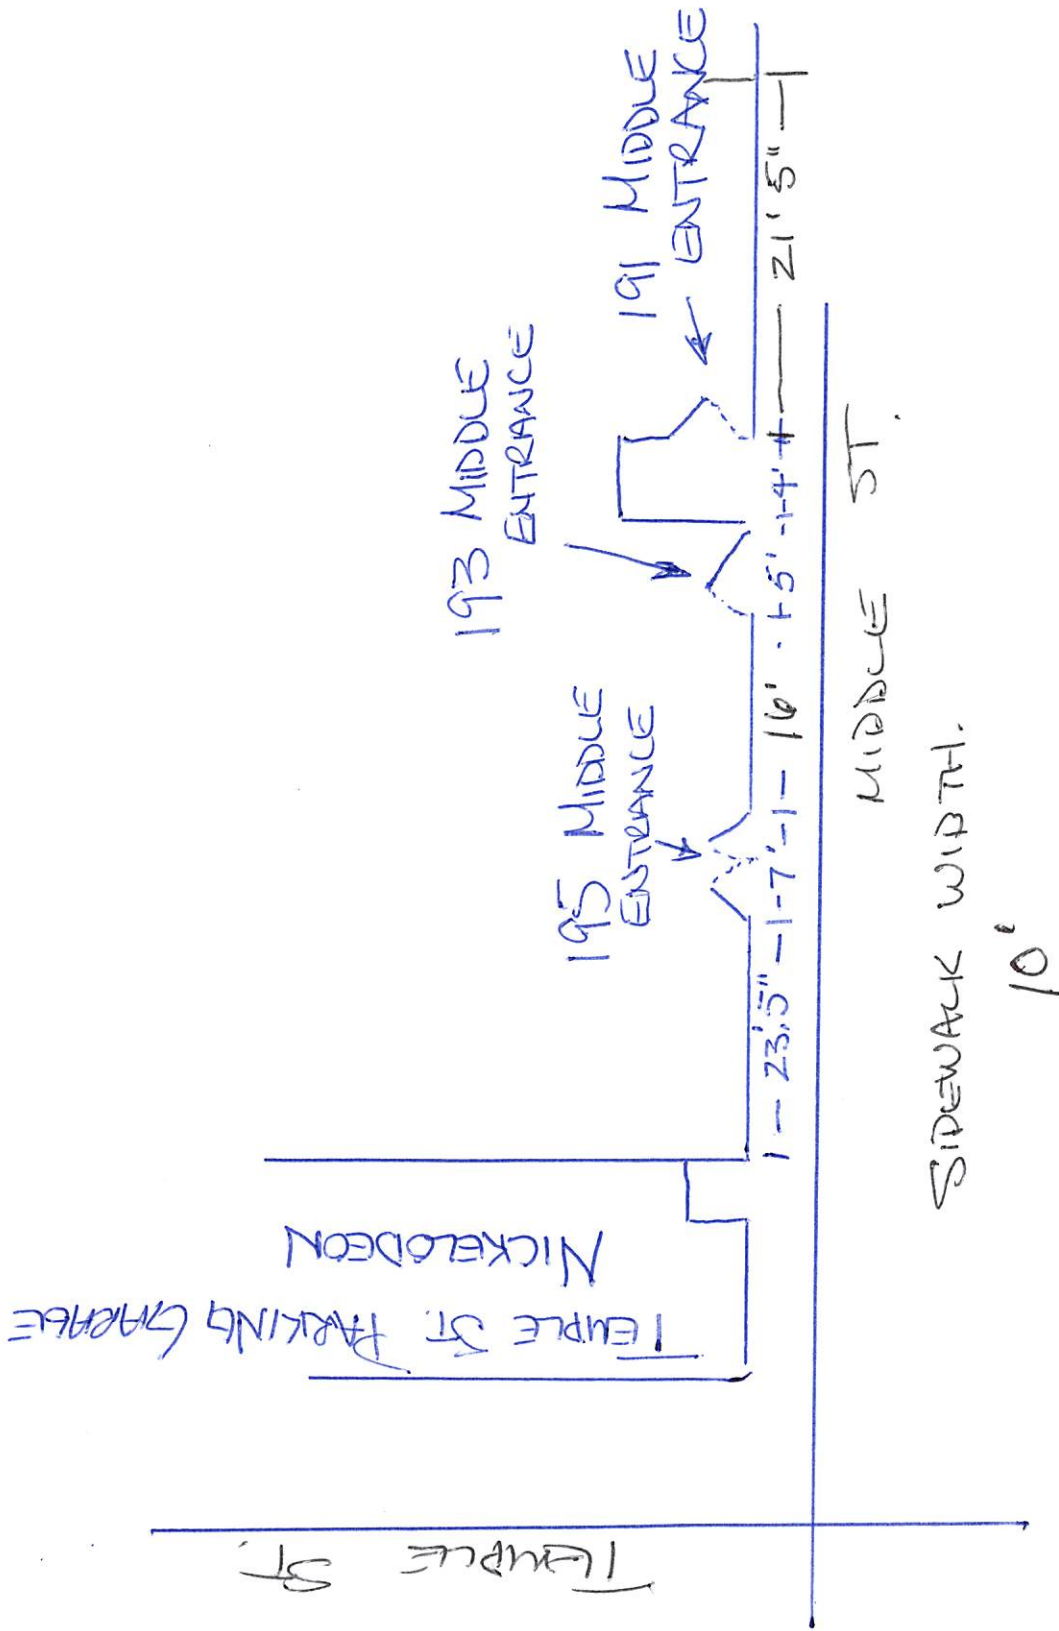 TEMPLE ST.
TEMPLE ST. PARKING GARAGE
NICKELODEON
195 MIDDLE
ENTRANCE
193 MIDDLE
ENTRANCE
191 MIDDLE
ENTRANCE
23'.5" 7' 16' 5' 4' 21' 5"
MIDDLE ST.
SIDEWALK WIDTH.
10'